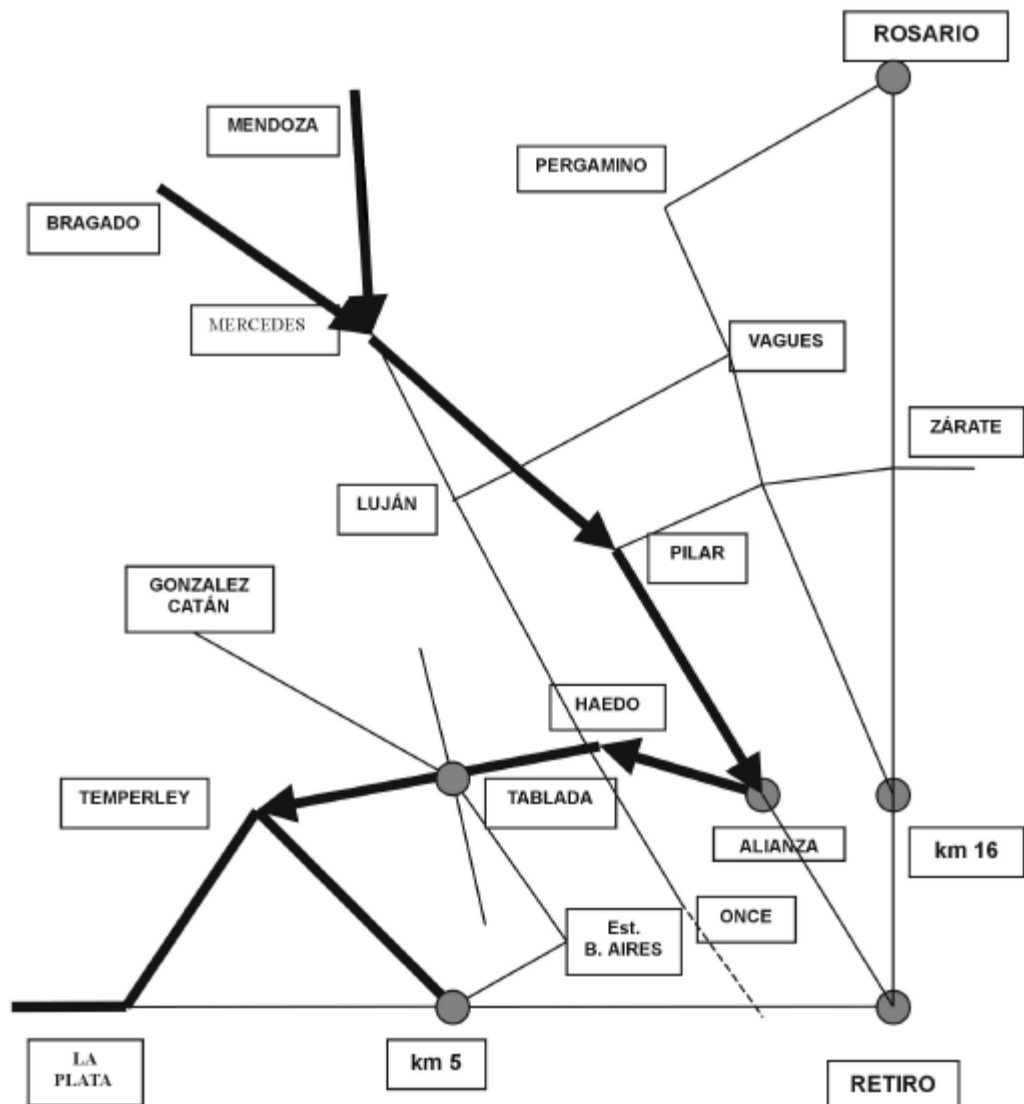 ROSARIO
MENDOZA
PERGAMINO
BRAGADO
MERCEDES
VAGUES
ZÁRATE
LUJÁN
PILAR
GONZALEZ
CATÁN
HAEDO
TEMPERLEY
TABLADA
ALIANZA
km 16
Est.
B. AIRES
ONCE
LA
PLATA
km 5
RETIRO